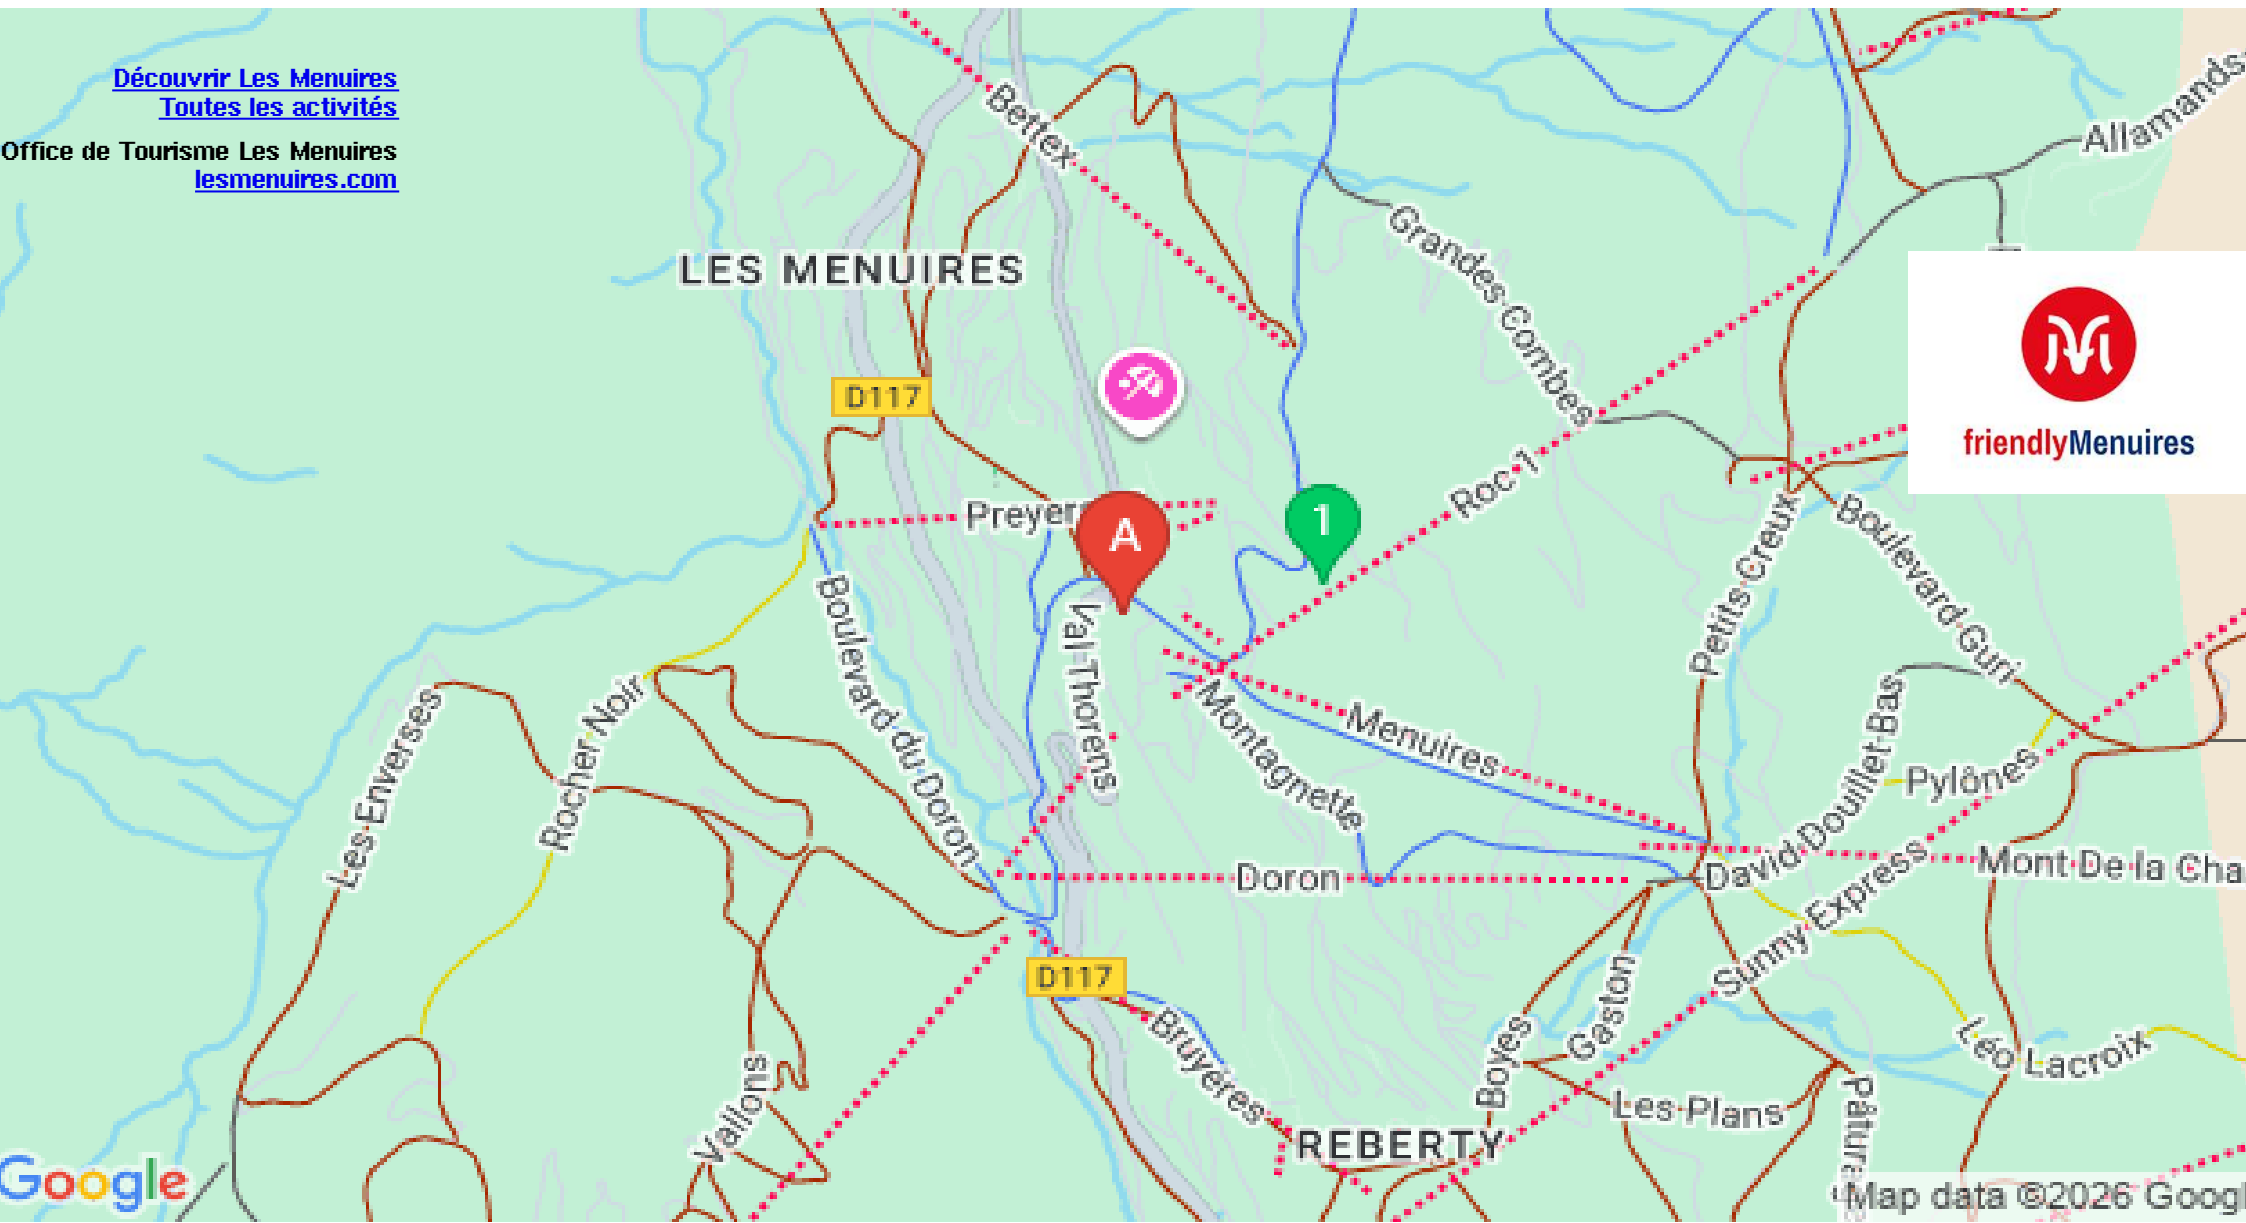 Découvrir Les Menuires
Toutes les activités
Office de Tourisme Les Menuires
lesmenuires.com
Bettex
Allamands
Grandes Combes
LES MENUIRES
friendlyMenuires
D117
Roc 1
Preyer
A
1
Petits Creux
Boulevard Guri
Boulevard du Doron
Val Thorens
Montagnette
Menuires
Les Enverses
Rocher Noir
David Douillet Bas
Pylônes
Doron
Mont De la Cha
Sunny Express
D117
Bruyères
Gaston
Boyes
Léo Lacroix
Les Plans
Vallons
REBERTY
Google
Map data ©2026 Googl